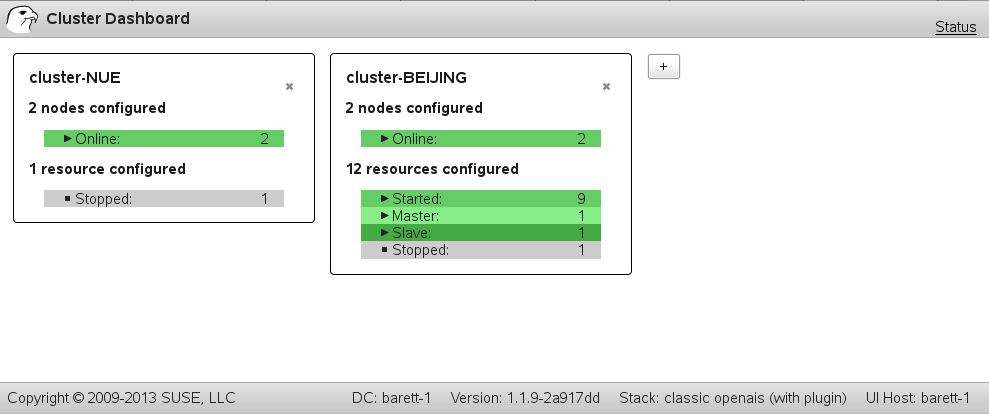 Cluster Dashboard
Status
cluster-NUE
2 nodes configured
Online: 2
1 resource configured
Stopped: 1
cluster-BEIJING
2 nodes configured
Online: 2
12 resources configured
Started: 9
Master: 1
Slave: 1
Stopped: 1
+
Copyright © 2009-2013 SUSE, LLC DC: barett-1 Version: 1.1.9-2a917dd Stack: classic openais (with plugin) UI Host: barett-1